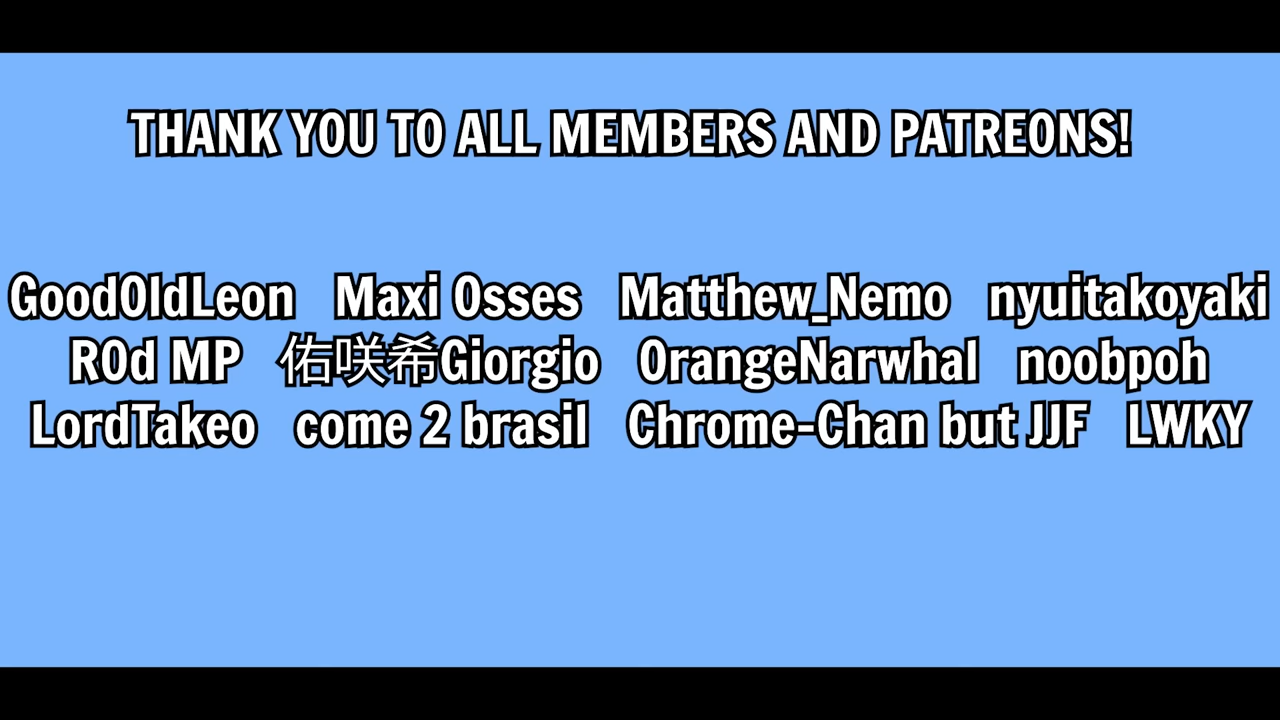 THANK YOU TO ALL MEMBERS AND PATREONS!
GoodOldLeon Maxi Osses Matthew_Nemo nyuitakoyaki
R0d MP 佑咲希Giorgio OrangeNarwhal noobpoh
LordTakeo come 2 brasil Chrome-Chan but JJF LWKY